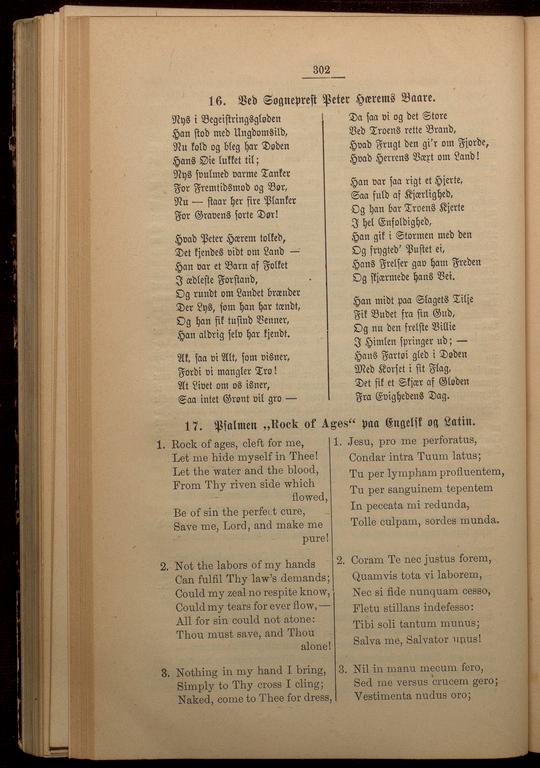 302
16. Ved Sogneprest Peter Hærems Baare.
Nys i Begeistringsgløden
Han stod med Ungdomsild,
Nu kold og bleg har Døden
Hans Øie lukket til;
Nys svulmed varme Tanker
For Fremtidsmod og Bør,
Nu — staar her fire Planker
For Gravens sorte Dør!
Hvad Peter Hærem tolked,
Det kjendes vidt om Land —
Han var et Barn af Folket
I ædleste Forstand,
Og rundt om Landet brænder
Der Lys, som han har tændt,
Og han fik tusind Venner,
Han aldrig selv har kjendt.
Ak, saa vi Alt, som visner,
Fordi vi mangler Tro!
At Livet om os isner,
Saa intet Grønt vil gro —
Da saa vi og det Store
Ved Troens rette Brand,
Hvad Frugt den gi'r om Fjorde,
Hvad Herrens Væxt om Land!
Han var saa rigt et Hjerte,
Saa fuld af Kjærlighed,
Og han bar Troens Kjerte
I hel Enfoldighed,
Han gik i Stormen med den
Og frygted' Pustet ei,
Hans Frelser gav ham Freden
Og skjærmede hans Vei.
Han midt paa Slagets Tilje
Fik Budet fra sin Gud,
Og nu den frelste Villie
I Himlen springer ud; —
Hans Fartøi gled i Døden
Med Korset i sit Flag,
Det fik et Skjær af Gløden
Fra Evighedens Dag.
17. Psalmen „Rock of Ages“ paa Engelsk og Latin.
1. Rock of ages, cleft for me,
Let me hide myself in Thee!
Let the water and the blood,
From Thy riven side which
flowed,
Be of sin the perfect cure,
Save me, Lord, and make me
pure!
2. Not the labors of my hands
Can fulfil Thy law's demands;
Could my zeal no respite know,
Could my tears for ever flow,—
All for sin could not atone:
Thou must save, and Thou
alone!
3. Nothing in my hand I bring,
Simply to Thy cross I cling;
Naked, come to Thee for dress,
1. Jesu, pro me perforatus,
Condar intra Tuum latus;
Tu per lympham profluentem,
Tu per sanguinem tepentem
In peccata mi redunda,
Tolle culpam, sordes munda.
2. Coram Te nec justus forem,
Quamvis tota vi laborem,
Nec si fide nunquam cesso,
Fletu stillans indefesso:
Tibi soli tantum munus;
Salva me, Salvator unus!
3. Nil in manu mecum fero,
Sed me versus crucem gero;
Vestimenta nudus oro;